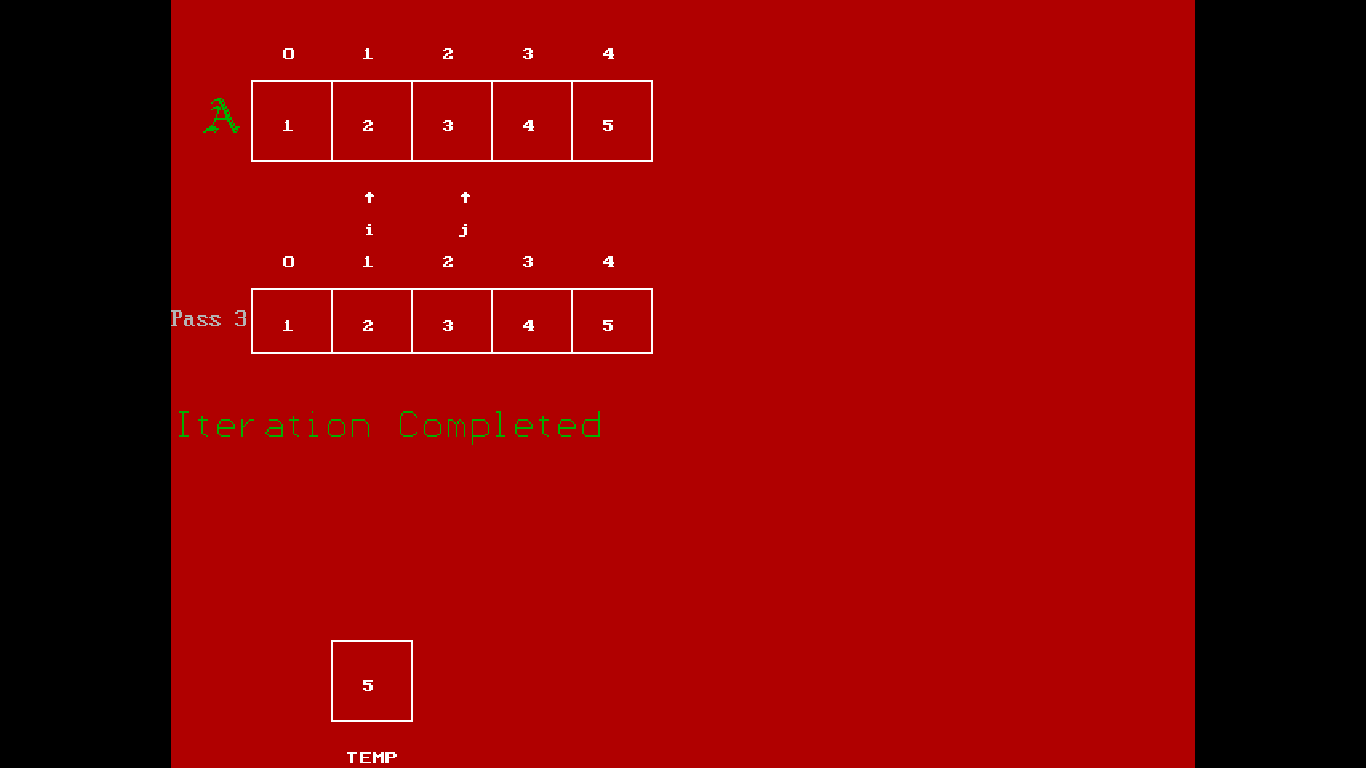 0 1 2 3 4
A 1 2 3 4 5
↑ ↑
i j
0 1 2 3 4
Pass 3 1 2 3 4 5
Iteration Completed
5
TEMP